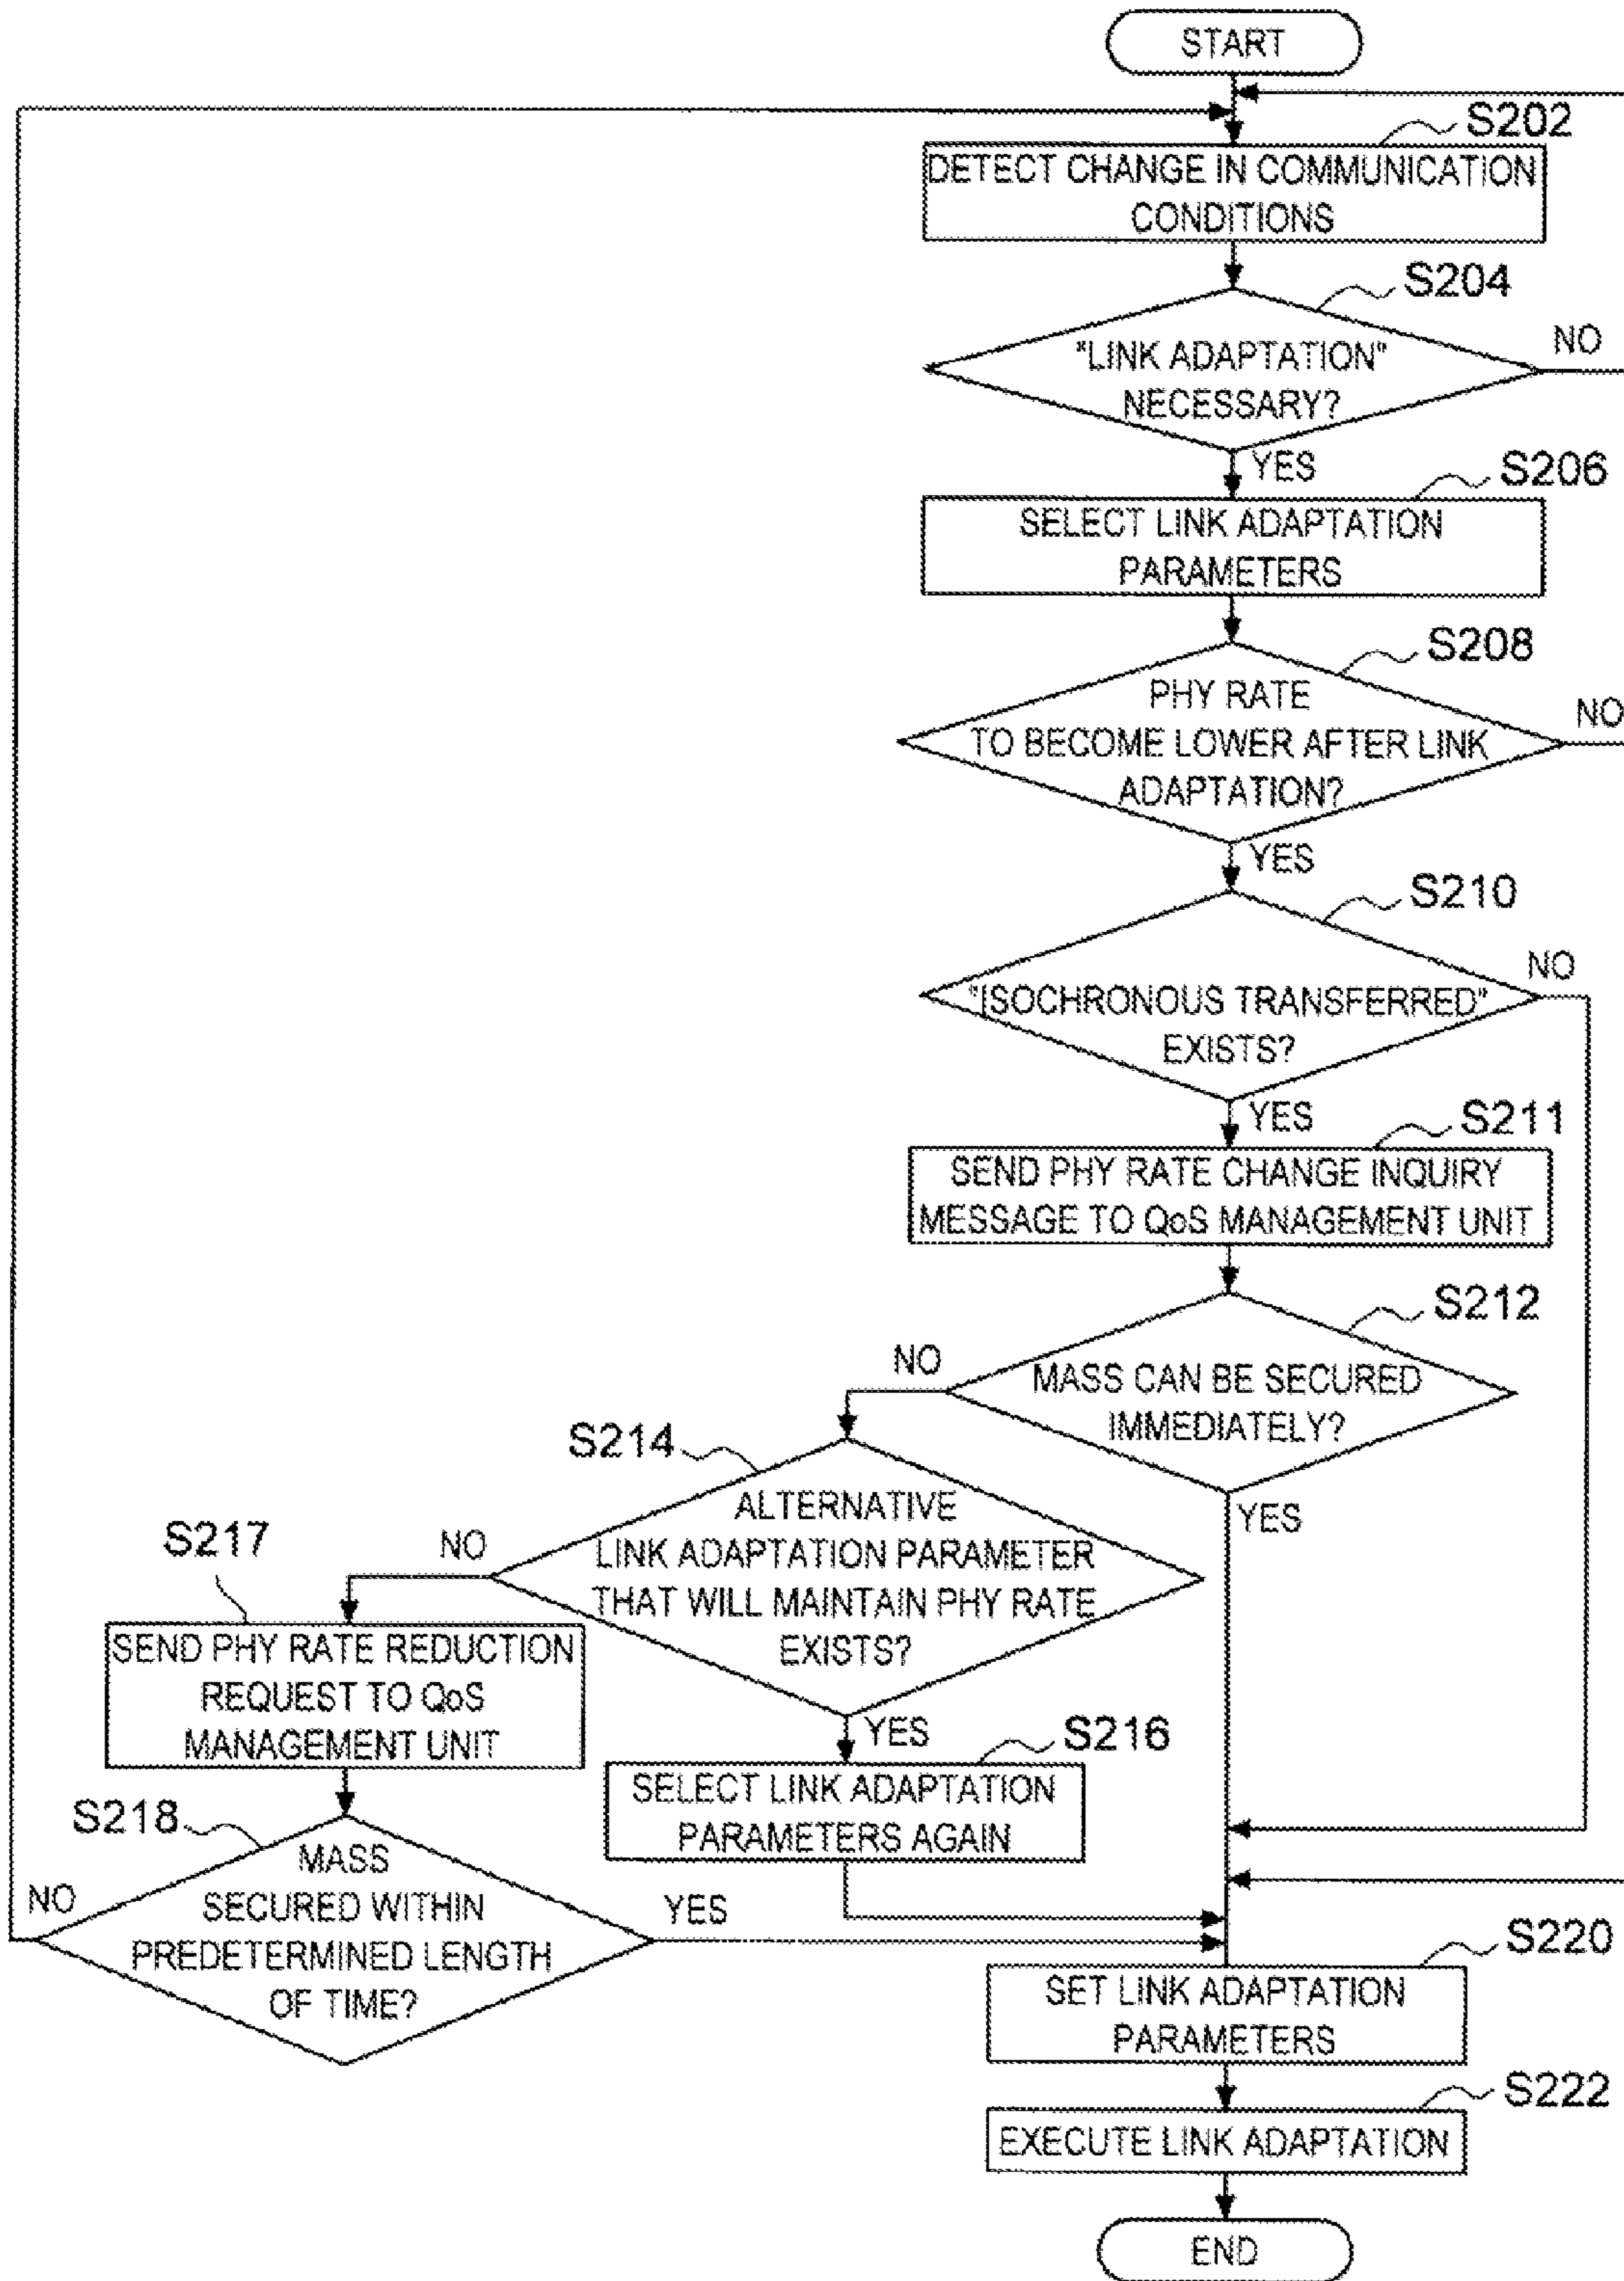 START
S202
DETECT CHANGE IN COMMUNICATION
CONDITIONS
S204
"LINK ADAPTATION"
NECESSARY?
NO
YES
S206
SELECT LINK ADAPTATION
PARAMETERS
S208
PHY RATE
TO BECOME LOWER AFTER LINK
ADAPTATION?
NO
YES
S210
"ISOCHRONOUS TRANSFERRED"
EXISTS?
NO
YES
S211
SEND PHY RATE CHANGE INQUIRY
MESSAGE TO QoS MANAGEMENT UNIT
S212
MASS CAN BE SECURED
IMMEDIATELY?
NO
YES
S214
ALTERNATIVE
LINK ADAPTATION PARAMETER
THAT WILL MAINTAIN PHY RATE
EXISTS?
NO
YES
S217
SEND PHY RATE REDUCTION
REQUEST TO QoS
MANAGEMENT UNIT
S216
SELECT LINK ADAPTATION
PARAMETERS AGAIN
S218
MASS
SECURED WITHIN
PREDETERMINED LENGTH
OF TIME?
NO
YES
S220
SET LINK ADAPTATION
PARAMETERS
S222
EXECUTE LINK ADAPTATION
END